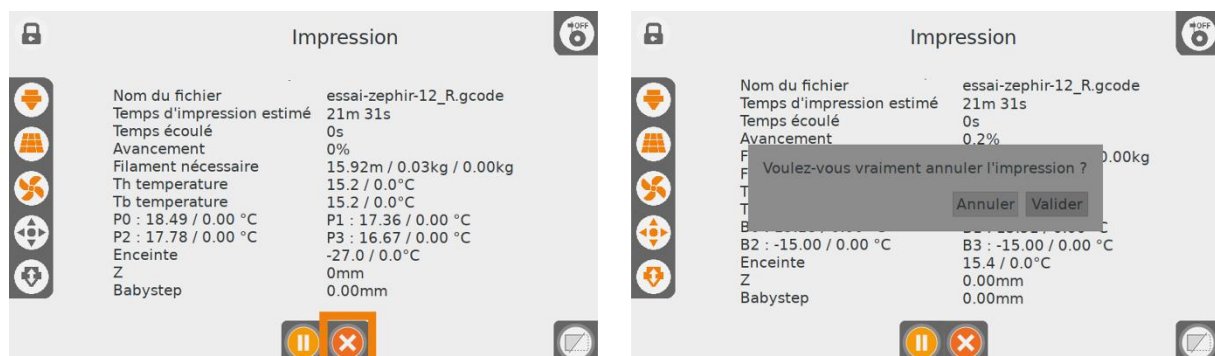 Impression
OFF
Nom du fichier essai-zephir-12_R.gcode
Temps d'impression estimé 21m 31s
Temps écoulé 0s
Avancement 0%
Filament nécessaire 15.92m / 0.03kg / 0.00kg
Th temperature 15.2 / 0.0°C
Tb temperature 15.2 / 0.0°C
P0 : 18.49 / 0.00 °C P1 : 17.36 / 0.00 °C
P2 : 17.78 / 0.00 °C P3 : 16.67 / 0.00 °C
Enceinte -27.0 / 0.0°C
Z 0mm
Babystep 0.00mm
Impression
OFF
Nom du fichier essai-zephir-12_R.gcode
Temps d'impression estimé 21m 31s
Temps écoulé 0s
Avancement 0.2%
F 0.00kg
Voulez-vous vraiment annuler l'impression ?
Annuler Valider
B2 : -15.00 / 0.00 °C B3 : -15.00 / 0.00 °C
Enceinte 15.4 / 0.0°C
Z 0.00mm
Babystep 0.00mm